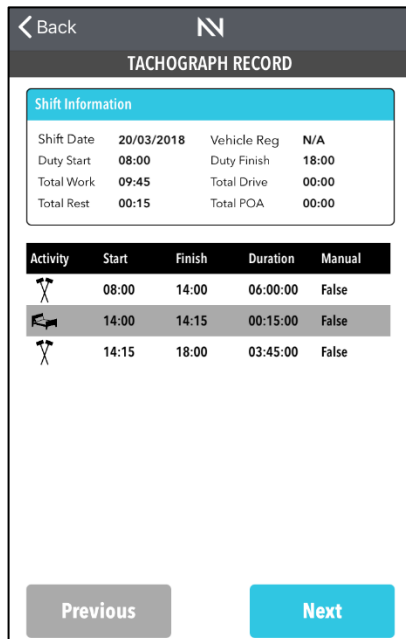 Back
TACHOGRAPH RECORD
Shift Information
Shift Date 20/03/2018 Vehicle Reg N/A
Duty Start 08:00 Duty Finish 18:00
Total Work 09:45 Total Drive 00:00
Total Rest 00:15 Total POA 00:00
Activity Start Finish Duration Manual
08:00 14:00 06:00:00 False
14:00 14:15 00:15:00 False
14:15 18:00 03:45:00 False
Previous Next